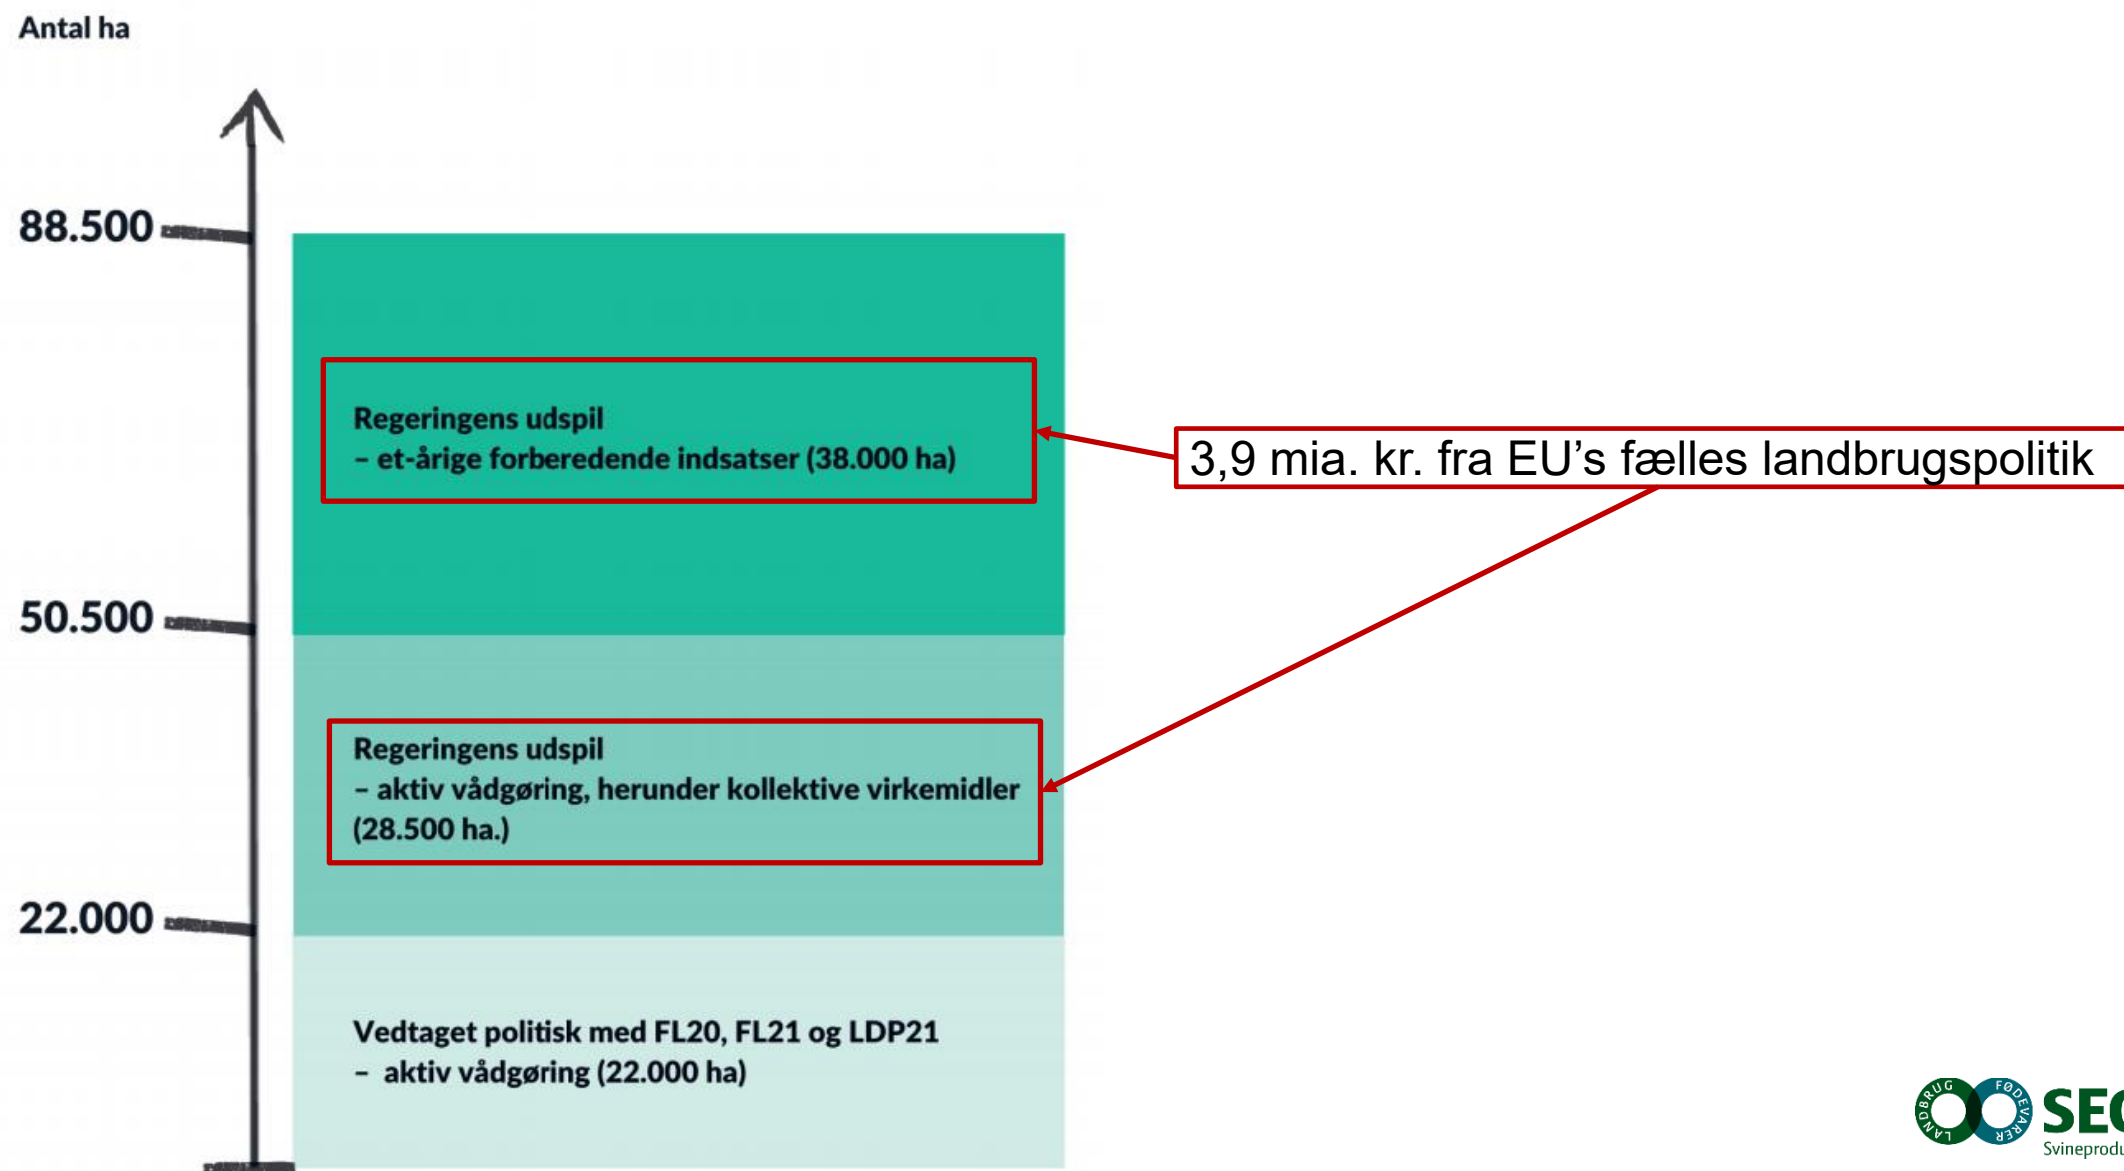 Antal ha
88.500
Regeringens udspil
– et-årige forberedende indsatser (38.000 ha)
3,9 mia. kr. fra EU's fælles landbrugspolitik
50.500
Regeringens udspil
– aktiv vådgøring, herunder kollektive virkemidler
(28.500 ha.)
22.000
Vedtaget politisk med FL20, FL21 og LDP21
– aktiv vådgøring (22.000 ha)
LANDBRUG FØDEVARER